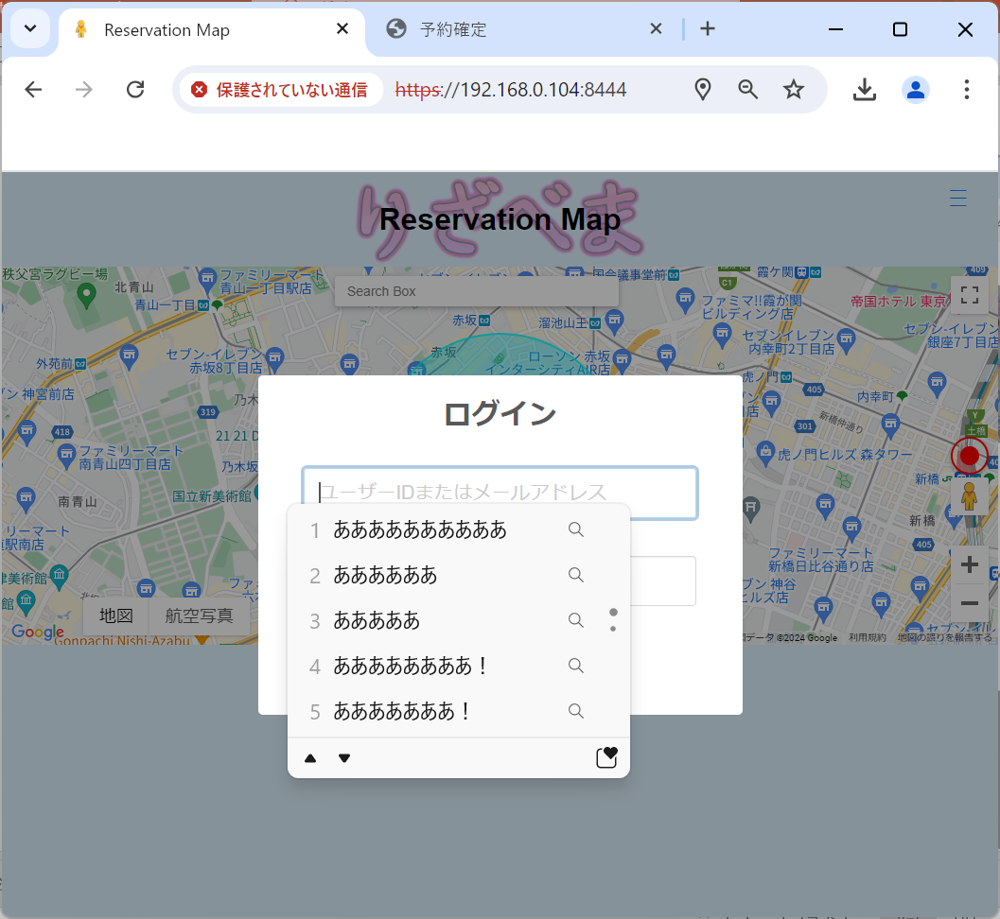 Reservation Map
予約確定
保護されていない通信
https://192.168.0.104:8444
りざべま
Reservation Map
秩父宮ラグビー場
北青山
ファミリーマート
青山一丁目駅店
青山一丁目
Search Box
国会議事堂前
霞ケ関
C1
409
ファミマ!!霞が関
ビルディング店
帝国ホテル 東京
赤坂
溜池山王
セブン-イレブン
赤坂8丁目店
赤坂
ローソン 赤坂
インターシティAIR店
セブンイレブン
内幸町2丁目店
セブン-イレブン
銀座7丁目店
外苑前
ブン 神宮前店
319
乃木
虎ノ門
405
内幸町
新橋仲通り
301
418
ファミリーマート
南青山四丁目店
21 21 D
乃木坂
虎ノ門ヒルズ 森タワー
土橋
新橋
国立新美術館
南青山
新橋
405
リーマート
ファミリーマート
新橋日比谷通り店
ブン 神谷
ヒルズ店
地図
航空写真
Google
Gonpachi Nishi-Azabu
©2024 Google
利用規約
地図の誤りを報告する
ログイン
ユーザーIDまたはメールアドレス
1 ああああああああああ
2 ああああああ
3 あああああ
4 ああああああああ！
5 あああああああ！